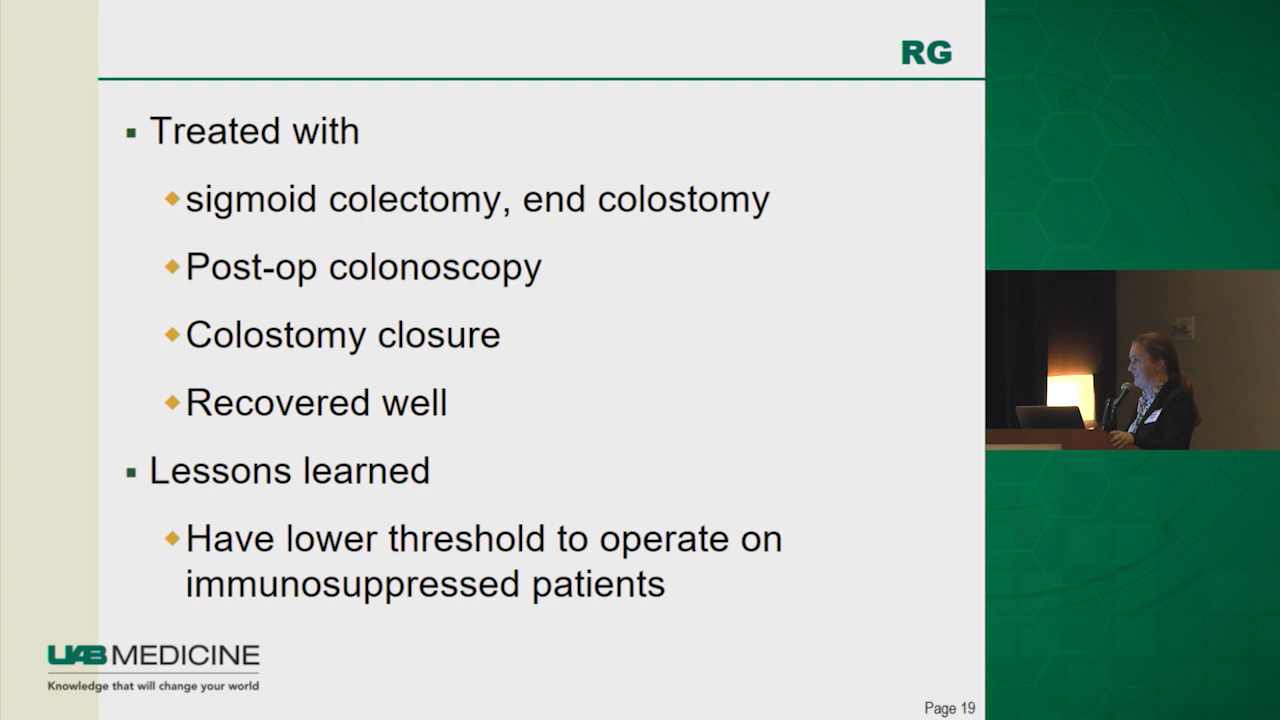 RG
Treated with
sigmoid colectomy, end colostomy
Post-op colonoscopy
Colostomy closure
Recovered well
Lessons learned
Have lower threshold to operate on
immunosuppressed patients
UAB MEDICINE
Knowledge that will change your world
Page 19